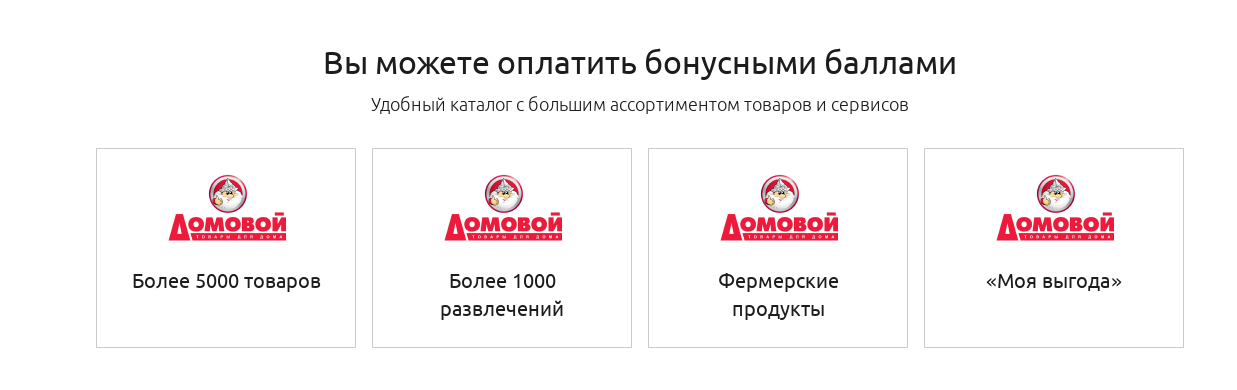 Вы можете оплатить бонусными баллами
Удобный каталог с большим ассортиментом товаров и сервисов
ДОМОВОЙ
ТОВАРЫ ДЛЯ ДОМА
Более 5000 товаров
ДОМОВОЙ
ТОВАРЫ ДЛЯ ДОМА
Более 1000
развлечений
ДОМОВОЙ
ТОВАРЫ ДЛЯ ДОМА
Фермерские
продукты
ДОМОВОЙ
ТОВАРЫ ДЛЯ ДОМА
«Моя выгода»